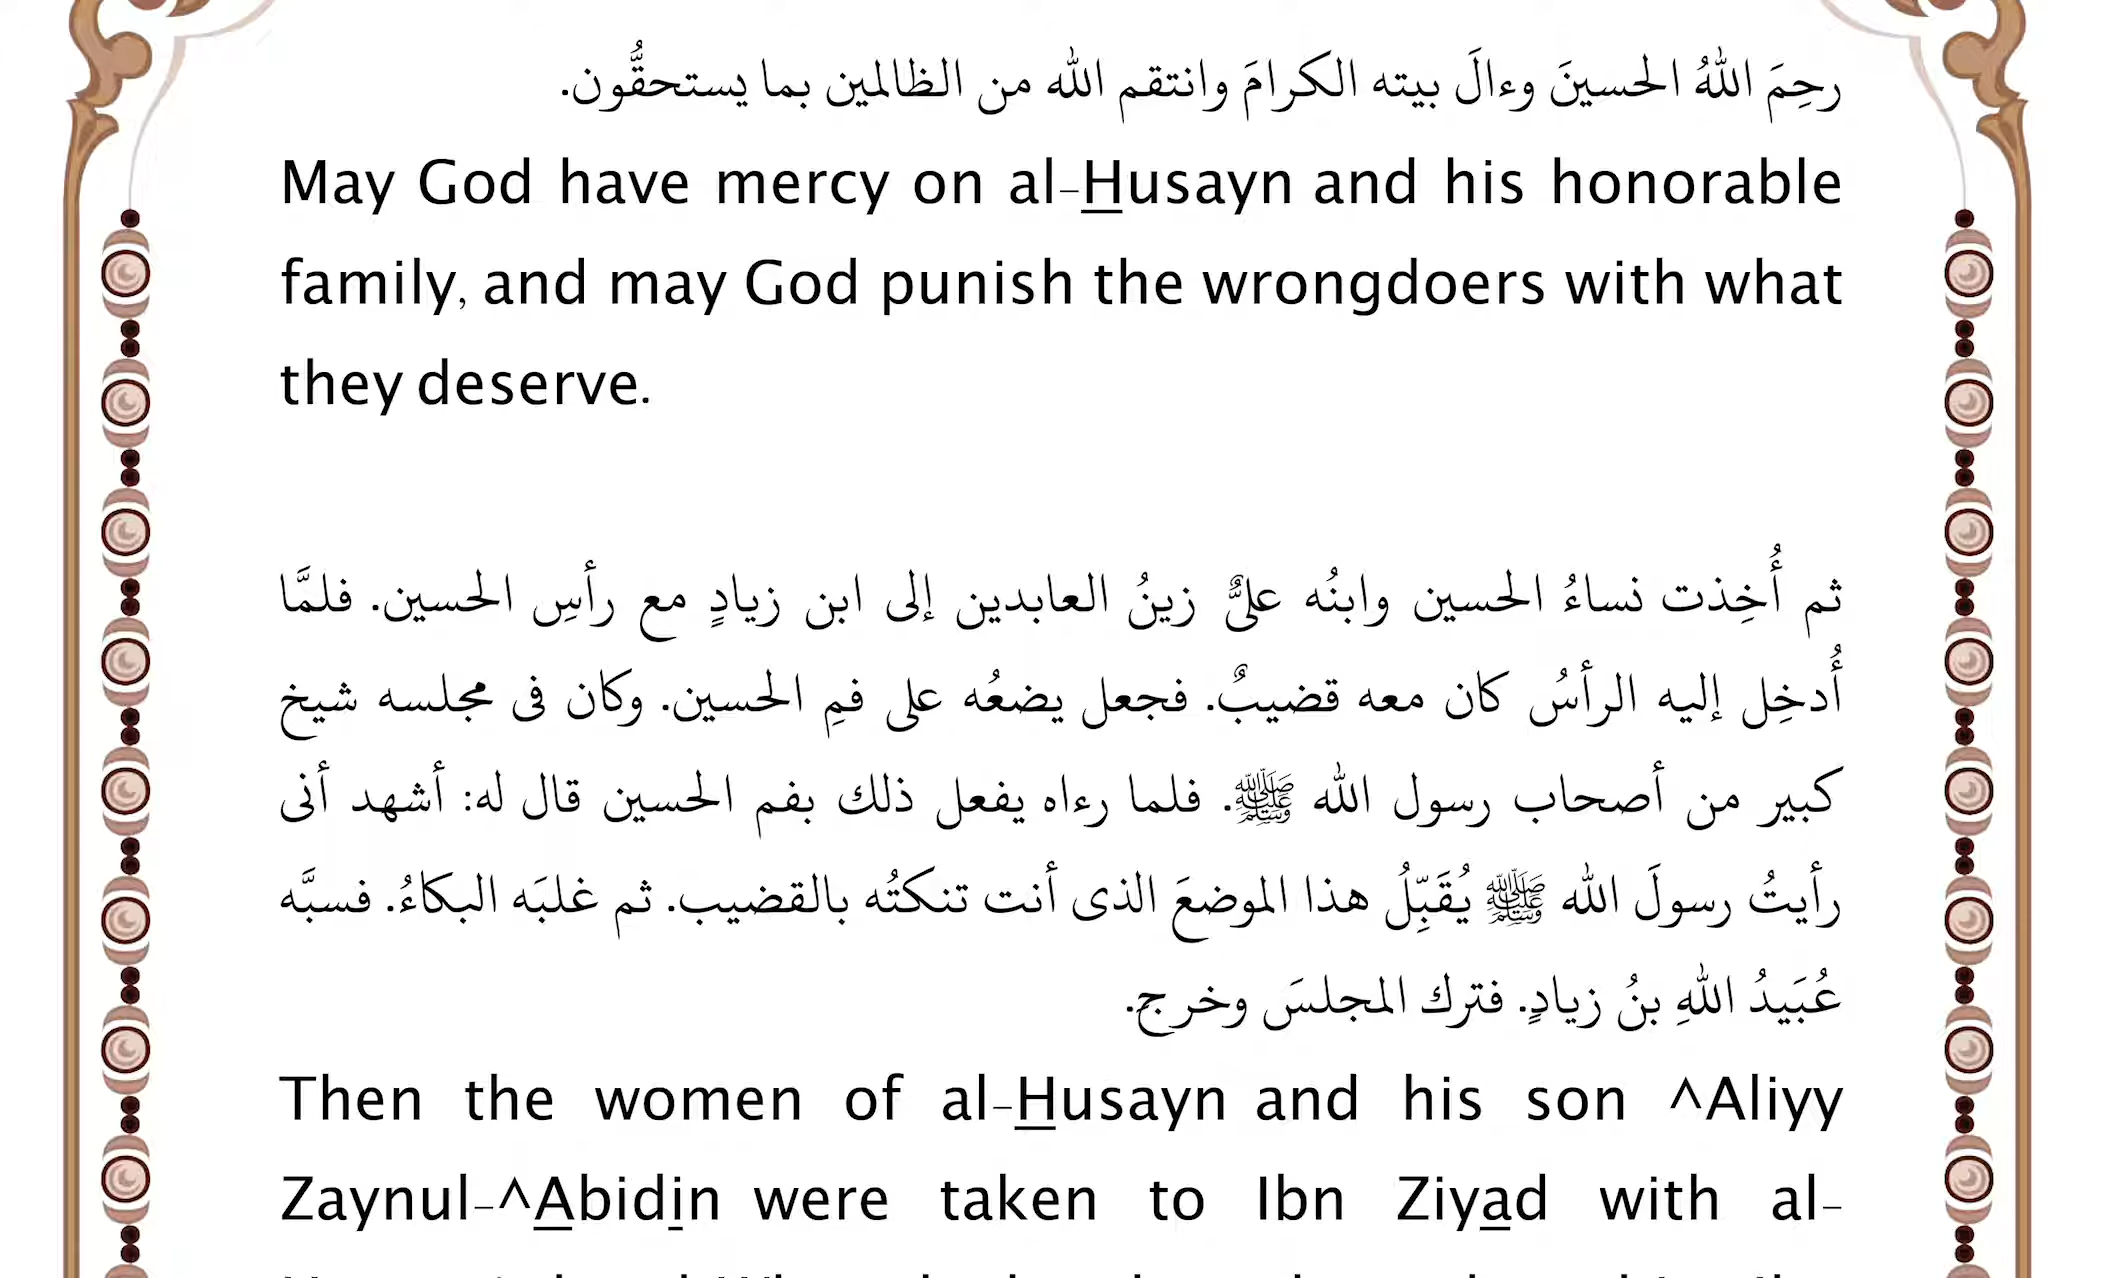 رحِمَ اللهُ الحسينَ وءالَ بيته الكرامَ وانتقم الله من الظالمين بما يستحقُّون.
May God have mercy on al-Husayn and his honorable
family, and may God punish the wrongdoers with what
they deserve.
ثم أُخِذت نساءُ الحسين وابنُه علىٌّ زينُ العابدين إلى ابن زيادٍ مع رأسِ الحسين. فلمَّا
أُدخِل إليه الرأسُ كان معه قضيبٌ. فجعل يضعُه على فمِ الحسين. وكان فى مجلسه شيخ
كبير من أصحاب رسول الله ﷺ. فلما رءاه يفعل ذلك بفم الحسين قال له: أشهد أنى
رأيتُ رسولَ الله ﷺ يُقَبِّلُ هذا الموضعَ الذى أنت تنكتُه بالقضيب. ثم غلبَه البكاءُ. فسبَّه
عُبَيدُ اللهِ بنُ زيادٍ. فترك المجلسَ وخرج.
Then the women of al-Husayn and his son ^Aliyy
Zaynul-^Abidin were taken to Ibn Ziyad with al-